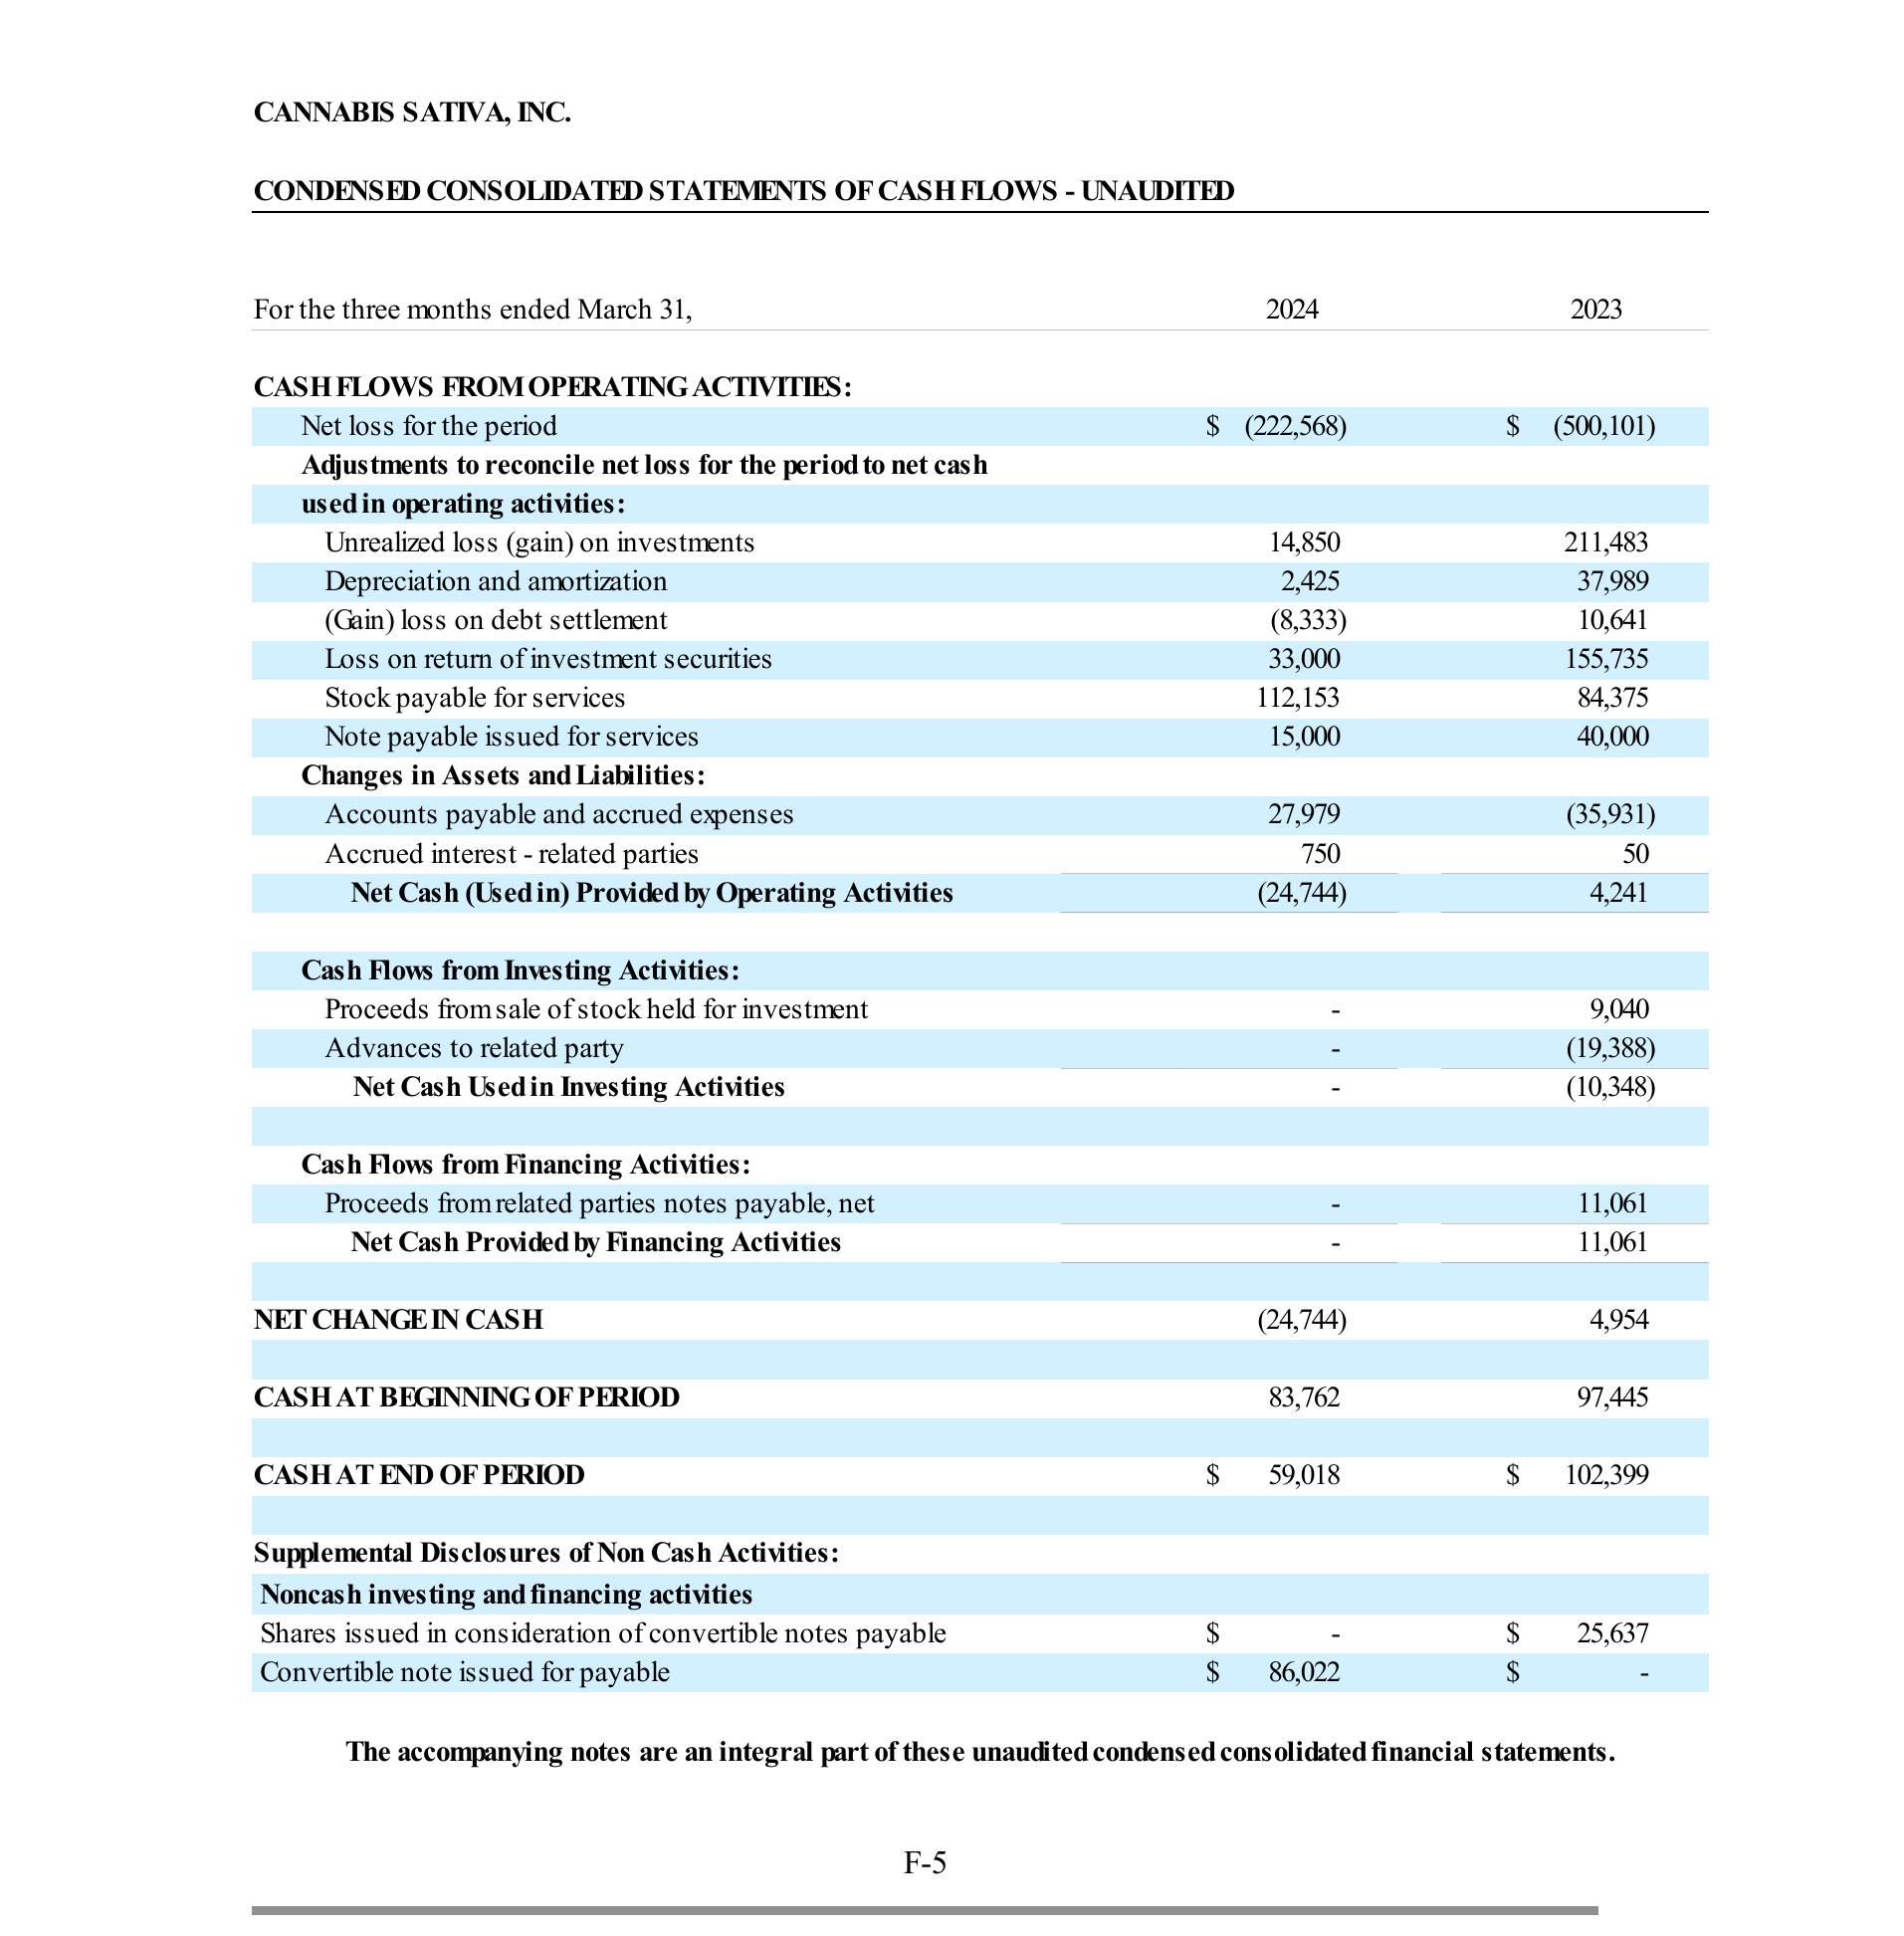 CANNABIS SATIVA, INC.
CONDENSED CONSOLIDATED STATEMENTS OF CASH FLOWS - UNAUDITED
For the three months ended March 31, 2024 2023
CASH FLOWS FROM OPERATING ACTIVITIES:
Net loss for the period $ (222,568) $ (500,101)
Adjustments to reconcile net loss for the period to net cash
used in operating activities:
Unrealized loss (gain) on investments 14,850 211,483
Depreciation and amortization 2,425 37,989
(Gain) loss on debt settlement (8,333) 10,641
Loss on return of investment securities 33,000 155,735
Stock payable for services 112,153 84,375
Note payable issued for services 15,000 40,000
Changes in Assets and Liabilities:
Accounts payable and accrued expenses 27,979 (35,931)
Accrued interest - related parties 750 50
Net Cash (Used in) Provided by Operating Activities (24,744) 4,241
Cash Flows from Investing Activities:
Proceeds from sale of stock held for investment - 9,040
Advances to related party - (19,388)
Net Cash Used in Investing Activities - (10,348)
Cash Flows from Financing Activities:
Proceeds from related parties notes payable, net - 11,061
Net Cash Provided by Financing Activities - 11,061
NET CHANGE IN CASH (24,744) 4,954
CASH AT BEGINNING OF PERIOD 83,762 97,445
CASH AT END OF PERIOD $ 59,018 $ 102,399
Supplemental Disclosures of Non Cash Activities:
Noncash investing and financing activities
Shares issued in consideration of convertible notes payable $ - $ 25,637
Convertible note issued for payable $ 86,022 $ -
The accompanying notes are an integral part of these unaudited condensed consolidated financial statements.
F-5